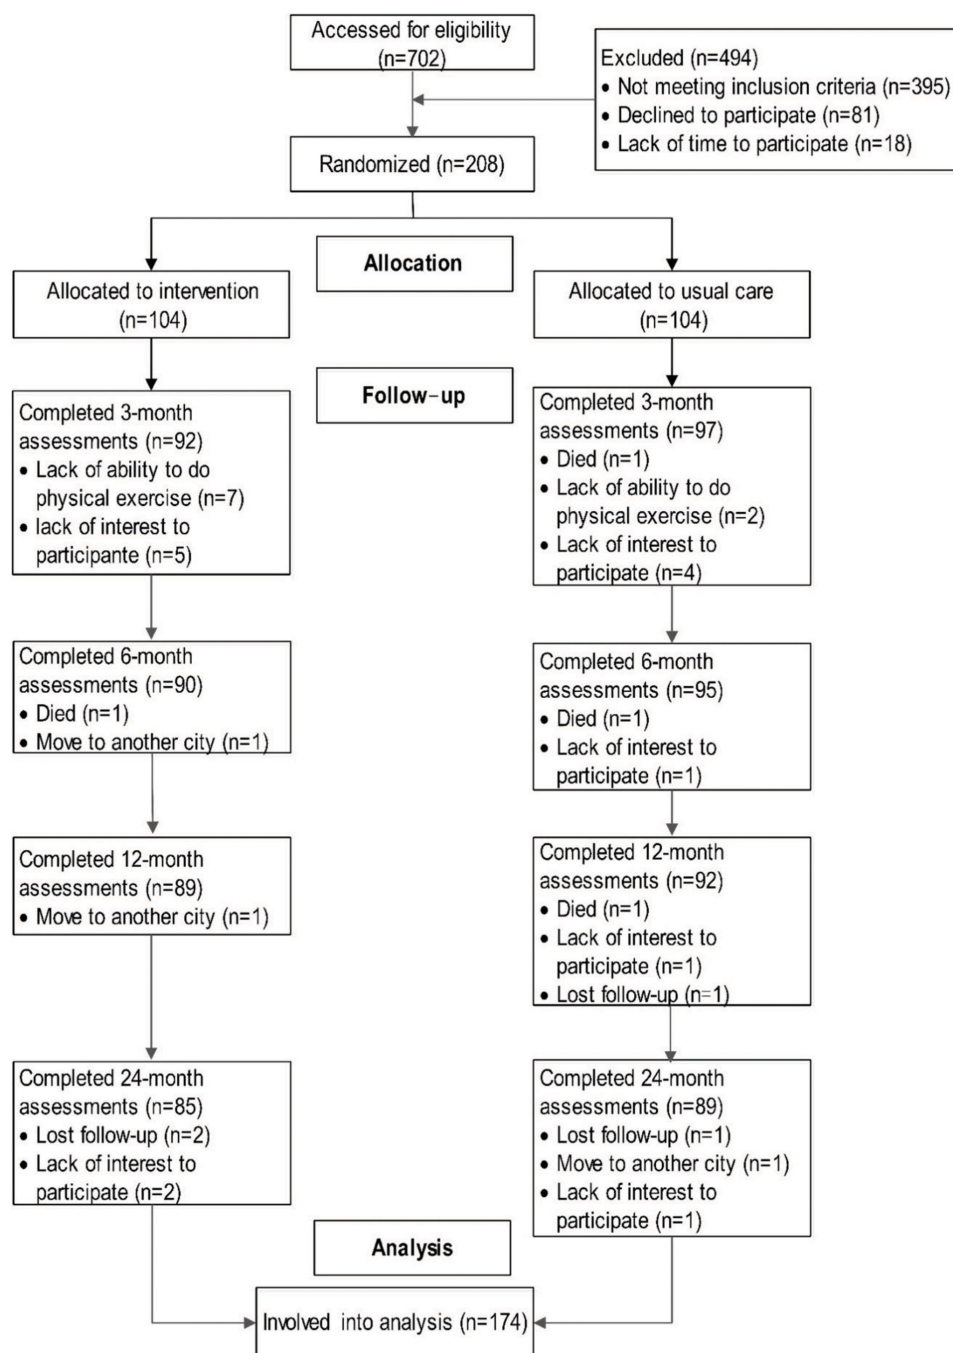 Accessed for eligibility
(n=702)
Excluded (n=494)
• Not meeting inclusion criteria (n=395)
• Declined to participate (n=81)
• Lack of time to participate (n=18)
Randomized (n=208)
Allocation
Allocated to intervention
(n=104)
Allocated to usual care
(n=104)
Follow-up
Completed 3-month
assessments (n=92)
• Lack of ability to do
physical exercise (n=7)
• lack of interest to
participante (n=5)
Completed 3-month
assessments (n=97)
• Died (n=1)
• Lack of ability to do
physical exercise (n=2)
• Lack of interest to
participate (n=4)
Completed 6-month
assessments (n=90)
• Died (n=1)
• Move to another city (n=1)
Completed 6-month
assessments (n=95)
• Died (n=1)
• Lack of interest to
participate (n=1)
Completed 12-month
assessments (n=89)
• Move to another city (n=1)
Completed 12-month
assessments (n=92)
• Died (n=1)
• Lack of interest to
participate (n=1)
• Lost follow-up (n=1)
Completed 24-month
assessments (n=85)
• Lost follow-up (n=2)
• Lack of interest to
participate (n=2)
Completed 24-month
assessments (n=89)
• Lost follow-up (n=1)
• Move to another city (n=1)
• Lack of interest to
participate (n=1)
Analysis
Involved into analysis (n=174)